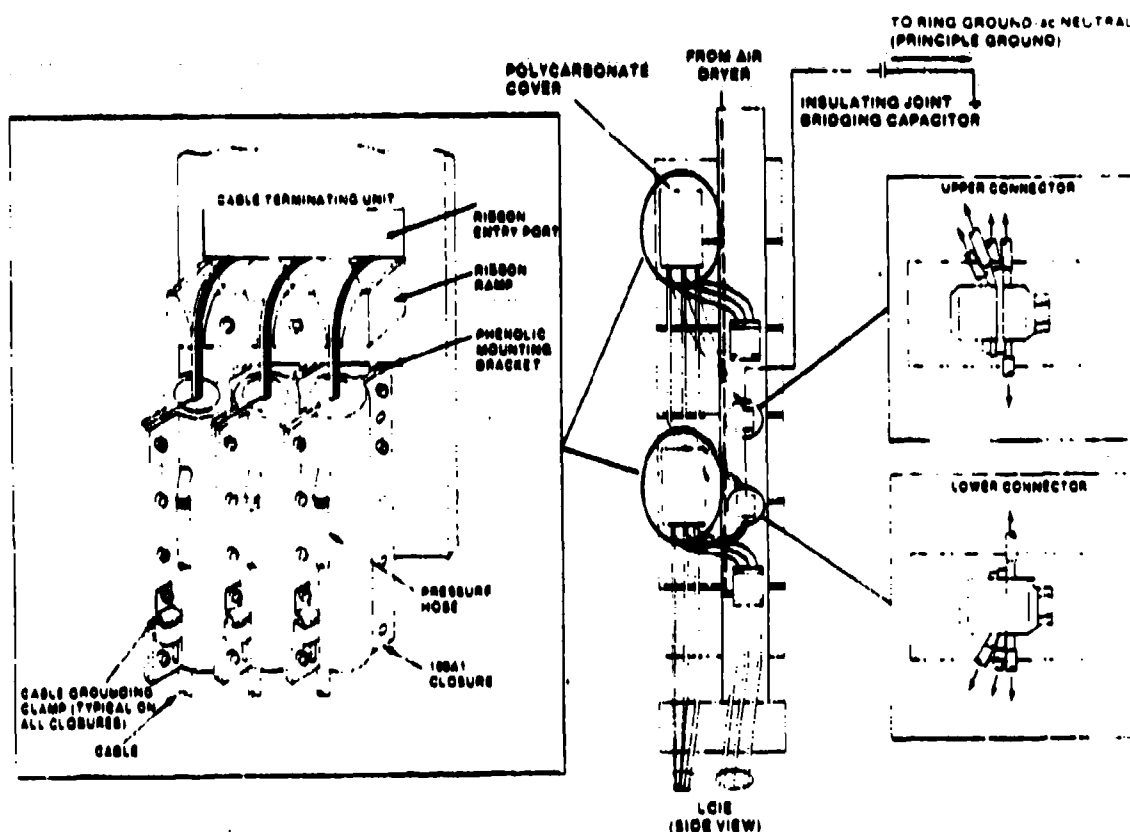 TO RING GROUND-ac NEUTRAL
(PRINCIPLE GROUND)
FROM AIR
DRYER
POLYCARBONATE
COVER
INSULATING JOINT
BRIDGING CAPACITOR
CABLE TERMINATING UNIT
RIBBON
ENTRY PORT
RIBBON
RAMP
PHENOLIC
MOUNTING
BRACKET
PRESSURE
HOSE
CLOSURE
CABLE GROUNDING
CLAMP (TYPICAL ON
ALL CLOSURES)
CABLE
UPPER CONNECTOR
LOWER CONNECTOR
LGIE
(SIDE VIEW)